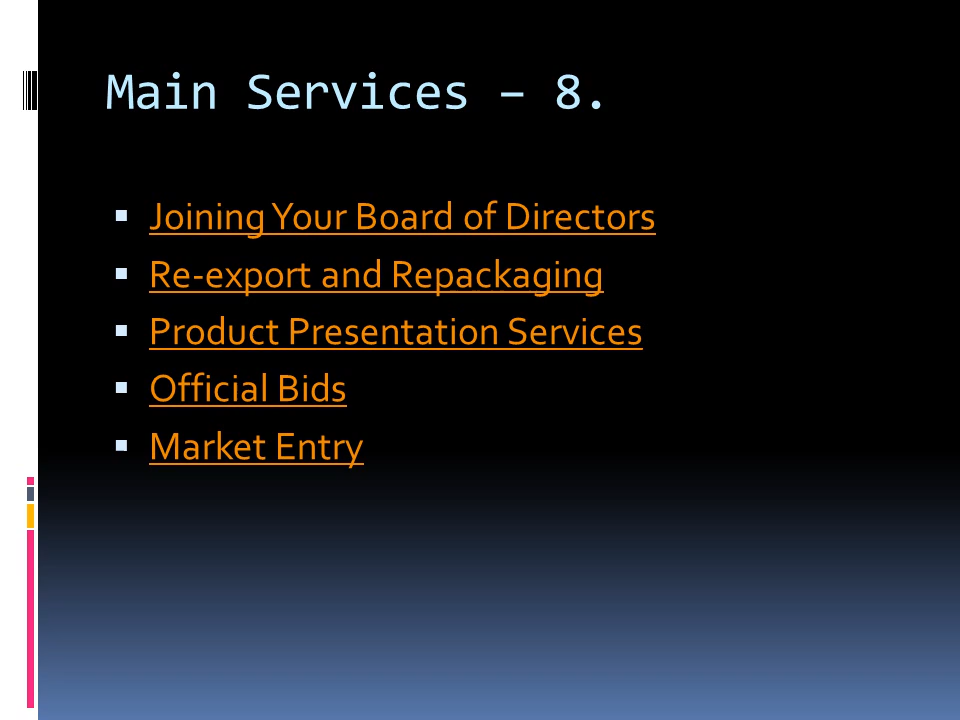 Main Services – 8.
▪ Joining Your Board of Directors
▪ Re-export and Repackaging
▪ Product Presentation Services
▪ Official Bids
▪ Market Entry